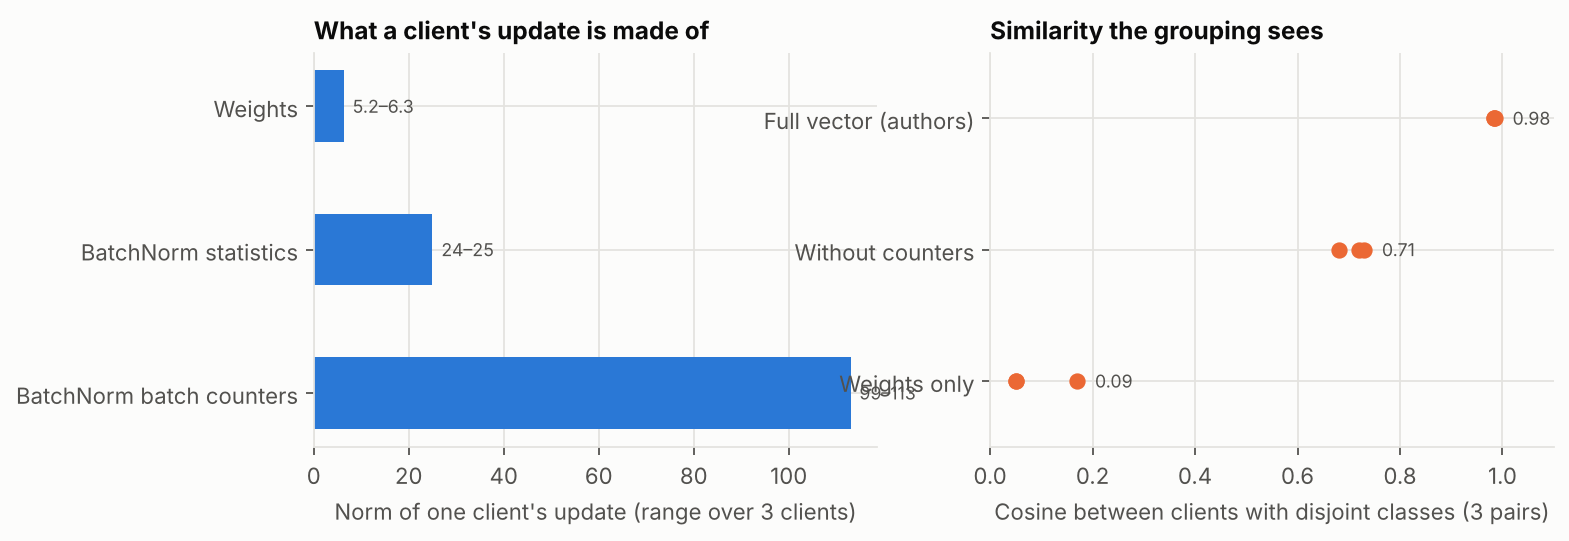 What a client's update is made of
Weights
5.2–6.3
BatchNorm statistics
24–25
BatchNorm batch counters
99–113
0
20
40
60
80
100
Norm of one client's update (range over 3 clients)
Similarity the grouping sees
Full vector (authors)
0.98
Without counters
0.71
Weights only
0.09
0.0
0.2
0.4
0.6
0.8
1.0
Cosine between clients with disjoint classes (3 pairs)